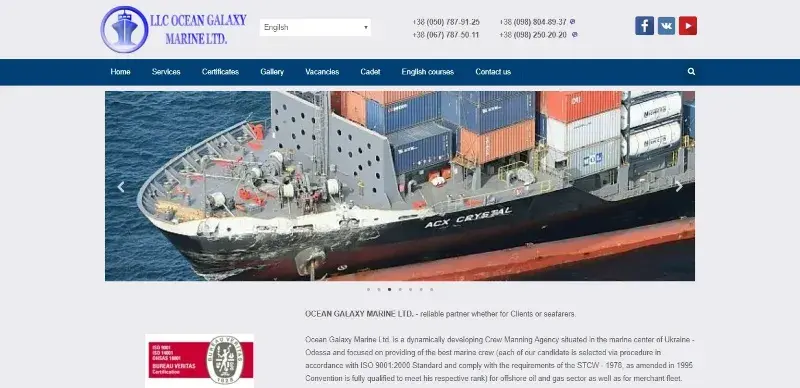 LLC OCEAN GALAXY
MARINE LTD.
English
+38 (050) 787-91.25
+38 (098) 804-89-37
+38 (067) 787-50.11
+38 (098) 250-20-20
Home
Services
Certificates
Gallery
Vacancies
Cadet
English courses
Contact us
ACX CRYSTAL
OCEAN GALAXY MARINE LTD. - reliable partner whether for Clients or seafarers.
ISO 9001
ISO 14001
OHSAS 18001
BUREAU VERITAS
Certification
BUREAU VERITAS
1828
Ocean Galaxy Marine Ltd. is a dynamically developing Crew Manning Agency situated in the marine center of Ukraine -
Odessa and focused on providing of the best marine crew (each of our candidate is selected via procedure in
accordance with ISO 9001:2000 Standard and comply with the requirements of the STCW - 1978, as amended in 1995
Convention is fully qualified to meet his respective rank) for offshore oil and gas sector as well as for merchant fleet.